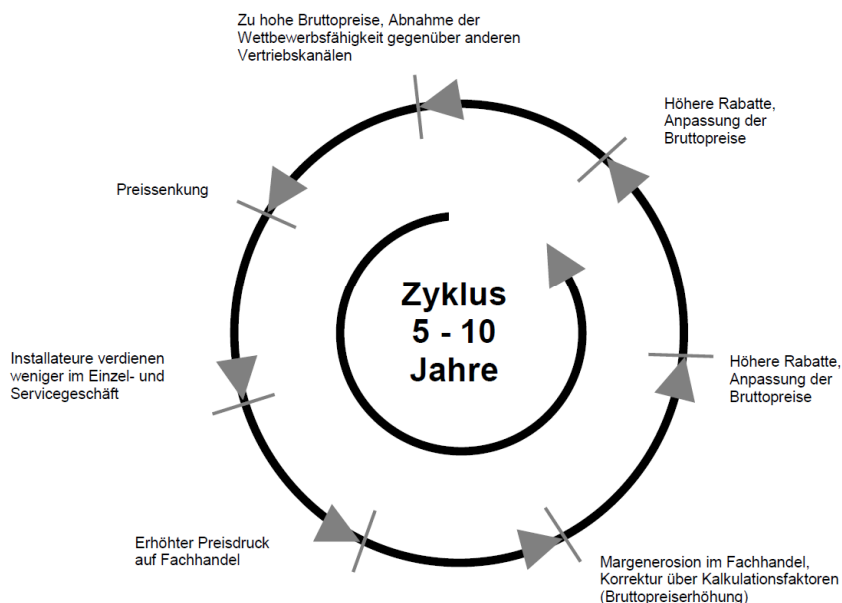 Zu hohe Bruttopreise, Abnahme der
Wettbewerbsfähigkeit gegenüber anderen
Vertriebskanälen
Höhere Rabatte,
Anpassung der
Bruttopreise
Preissenkung
Zyklus
5 - 10
Jahre
Installateure verdienen
weniger im Einzel- und
Servicegeschäft
Höhere Rabatte,
Anpassung der
Bruttopreise
Erhöhter Preisdruck
auf Fachhandel
Margenerosion im Fachhandel,
Korrektur über Kalkulationsfaktoren
(Bruttopreiserhöhung)